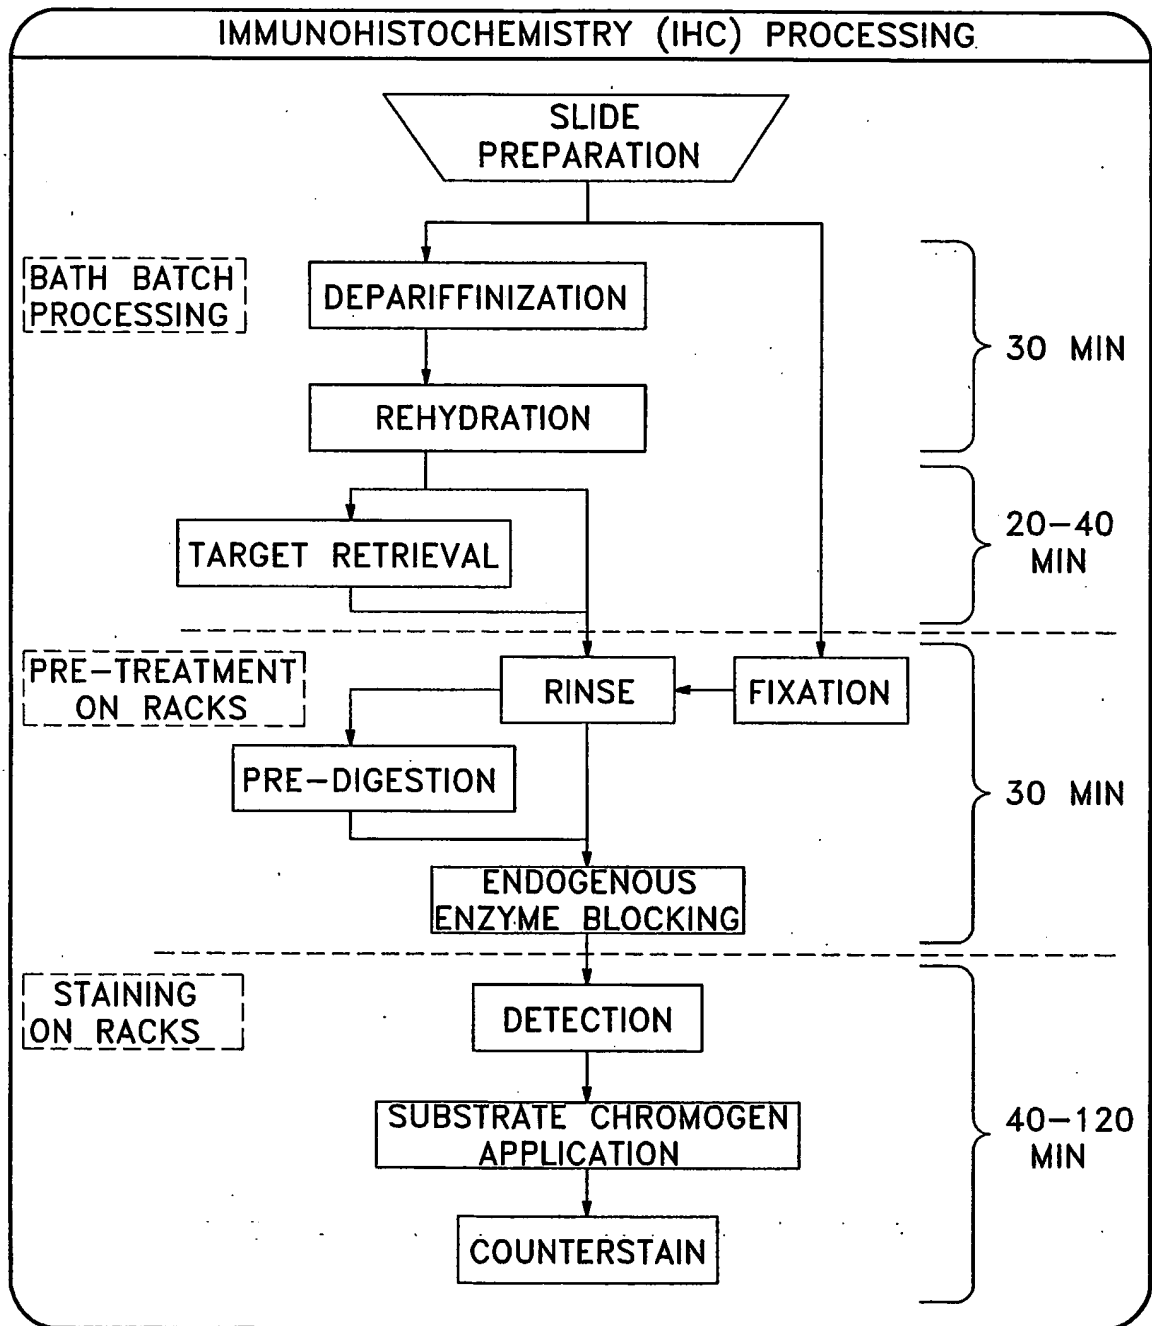 IMMUNOHISTOCHEMISTRY (IHC) PROCESSING
SLIDE
PREPARATION
BATH BATCH
PROCESSING
DEPARIFFINIZATION
30 MIN
REHYDRATION
TARGET RETRIEVAL
20–40
MIN
PRE–TREATMENT
ON RACKS
RINSE
FIXATION
PRE–DIGESTION
30 MIN
ENDOGENOUS
ENZYME BLOCKING
STAINING
ON RACKS
DETECTION
SUBSTRATE CHROMOGEN
APPLICATION
40–120
MIN
COUNTERSTAIN